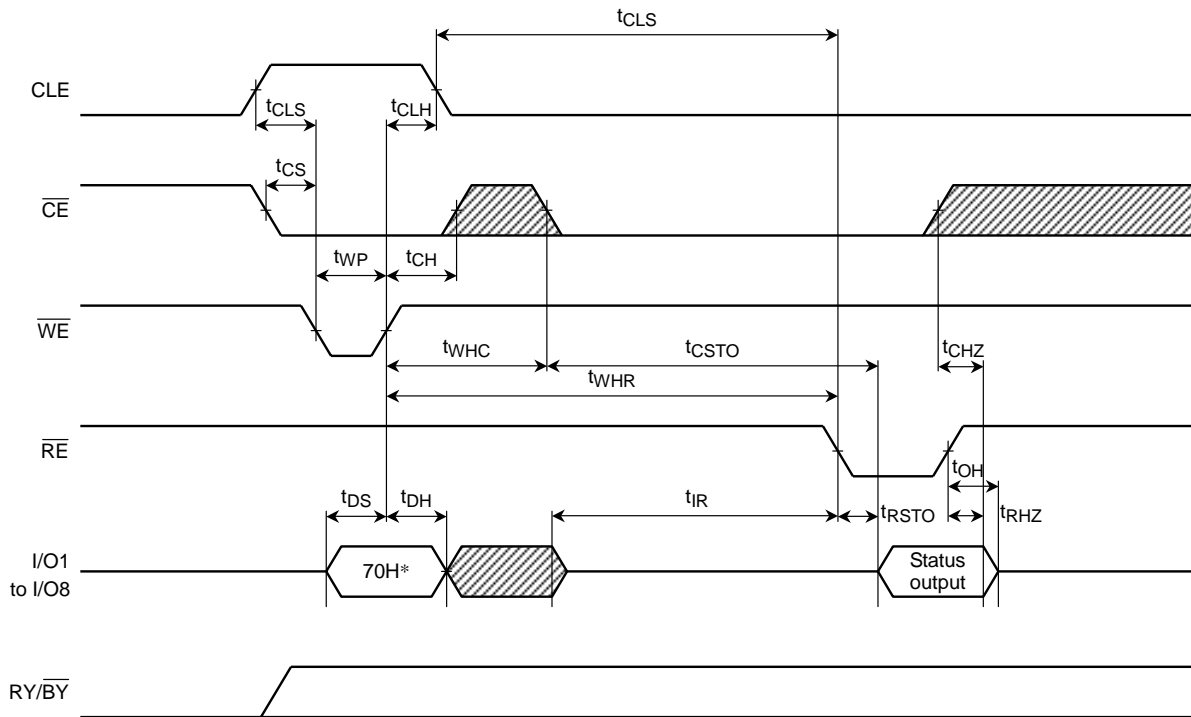 tCLS
CLE
tCLS
tCLH
tCS
CE
tWP
tCH
WE
tWHC
tCSTO
tCHZ
tWHR
RE
tOH
tDS
tDH
tIR
tRSTO
tRHZ
I/O1
to I/O8
70H*
Status
output
RY/BY